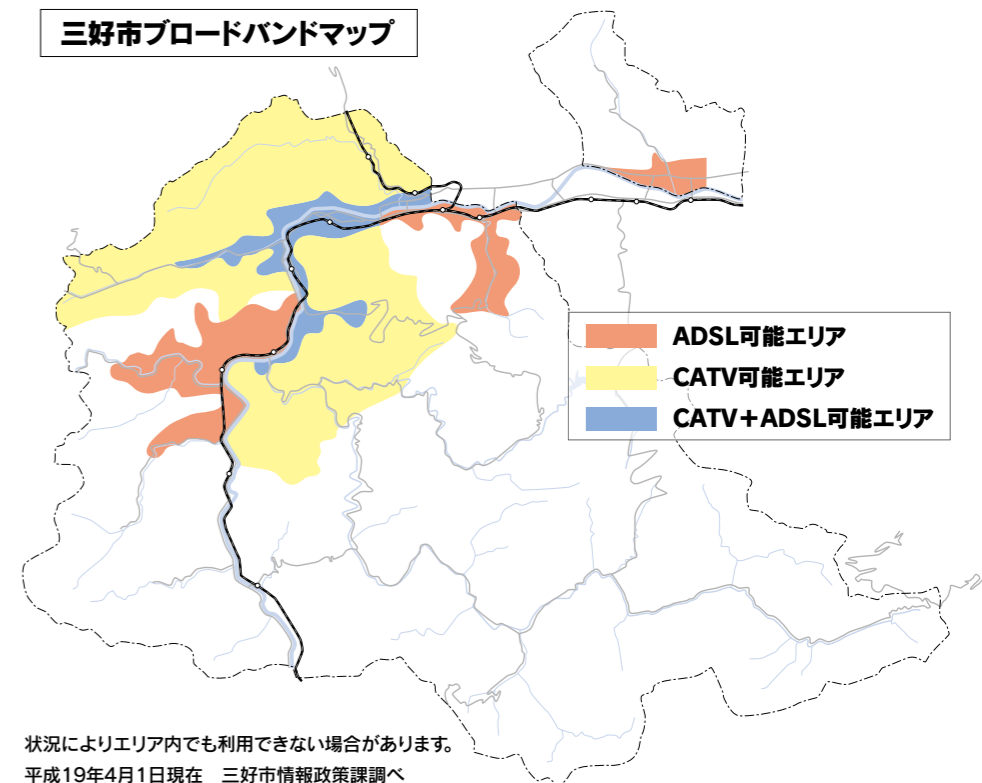 三好市ブロードバンドマップ
ADSL可能エリア
CATV可能エリア
CATV＋ADSL可能エリア
状況によりエリア内でも利用できない場合があります。
平成19年4月1日現在　三好市情報政策課調べ